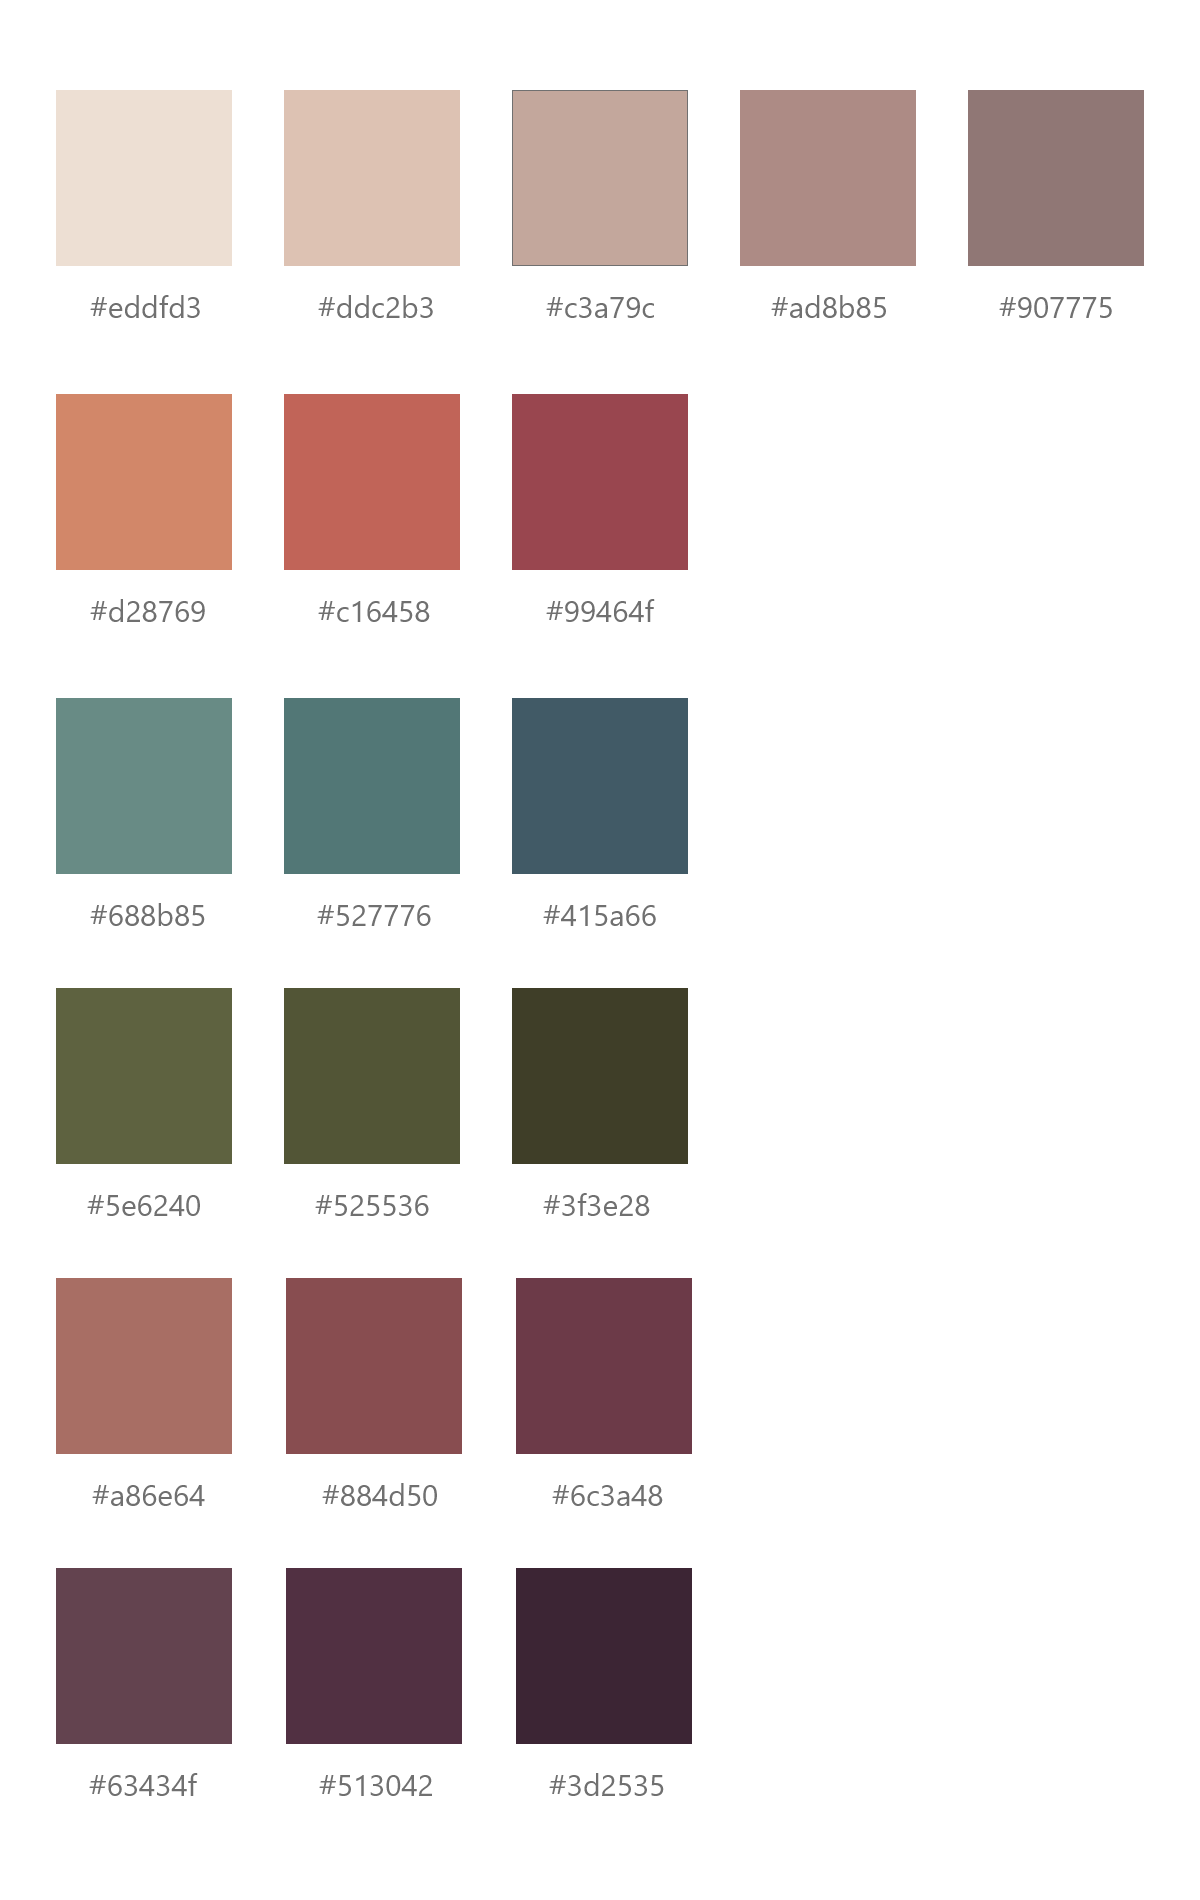 #eddfd3 #ddc2b3 #c3a79c #ad8b85 #907775
#d28769 #c16458 #99464f
#688b85 #527776 #415a66
#5e6240 #525536 #3f3e28
#a86e64 #884d50 #6c3a48
#63434f #513042 #3d2535